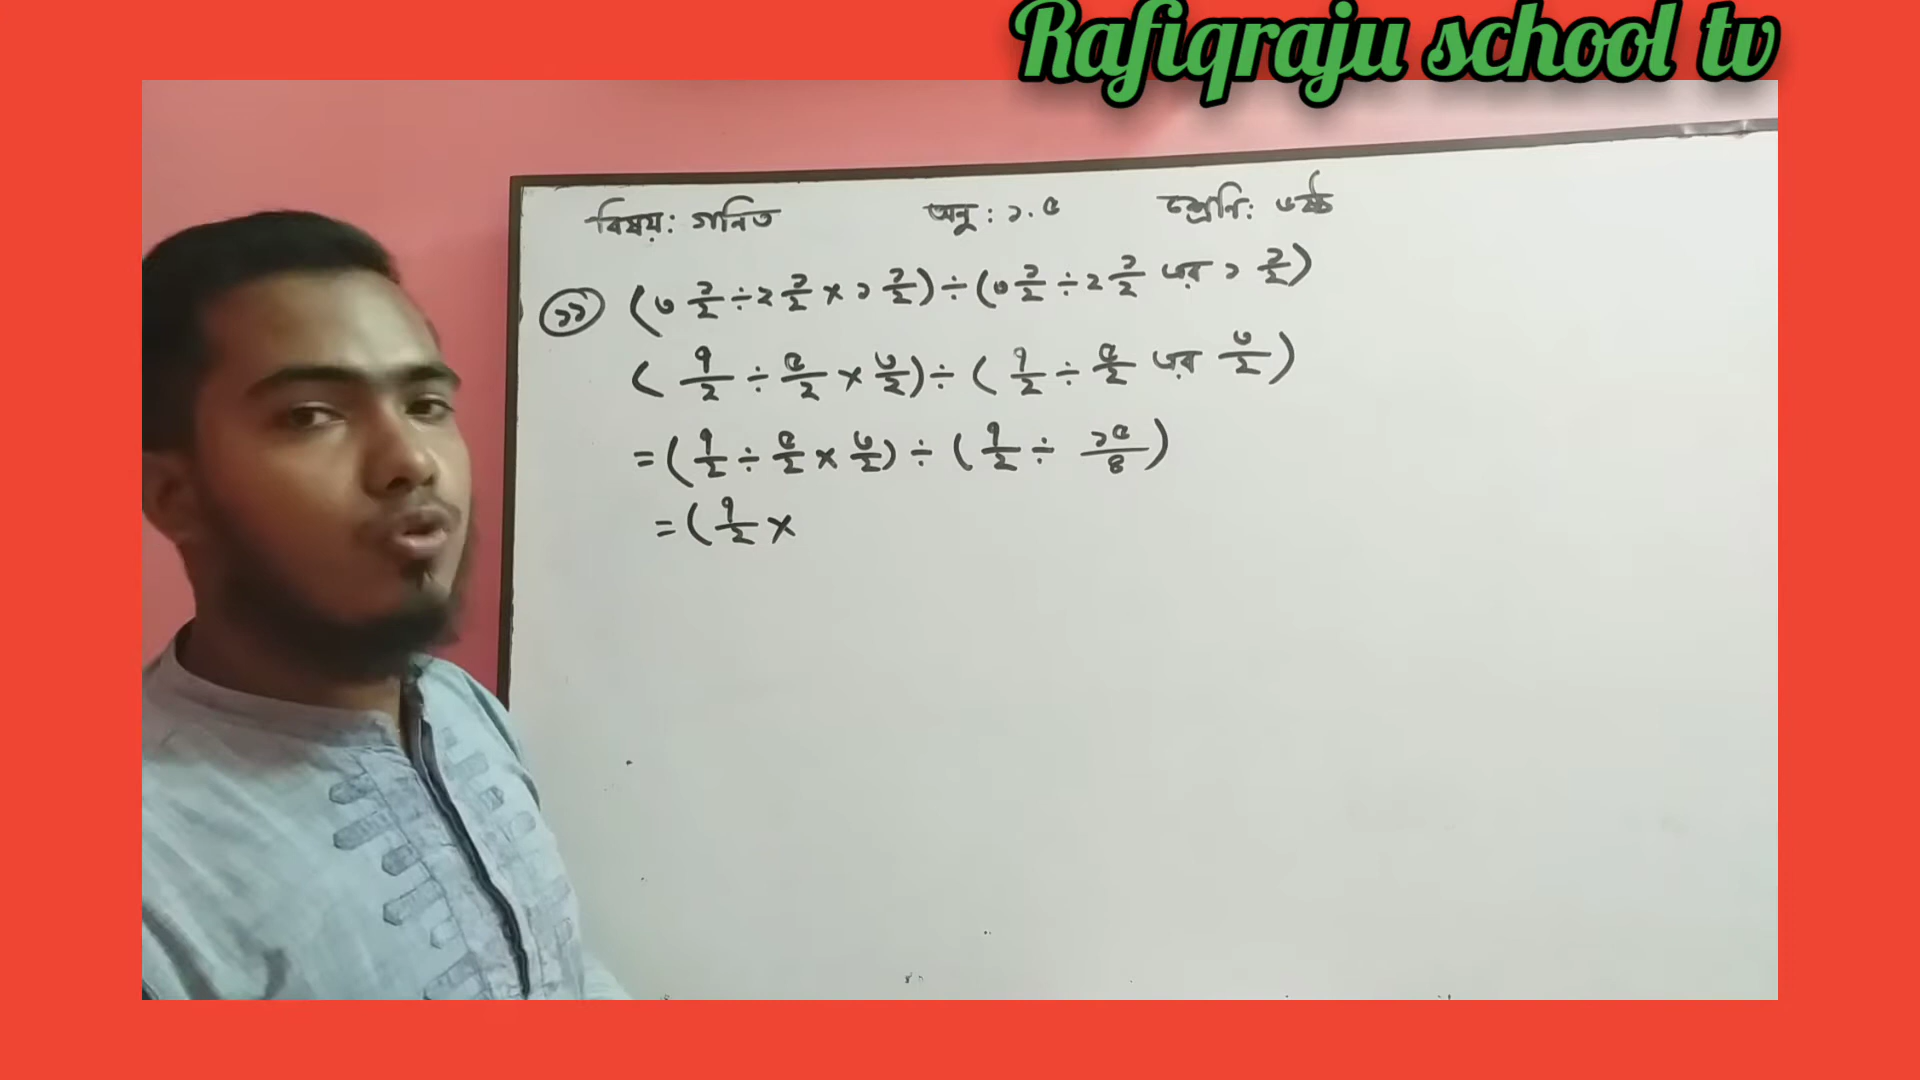 Rafiqraju school tv
বিষয়: গনিত অনু: ১.৫ শ্রেনি: ৬ষ্ঠ
১১ (৩ ১/২ ÷ ২ ১/২ × ১ ১/২) ÷ (৩ ১/২ ÷ ২ ১/২ এর ১ ১/২)
( ৭/২ ÷ ৫/২ × ৩/২) ÷ ( ৭/২ ÷ ৫/২ এর ৩/২ )
= (৭/২ ÷ ৫/২ × ৩/২) ÷ (৭/২ ÷ ১৫/৪)
= (৭/২ ×